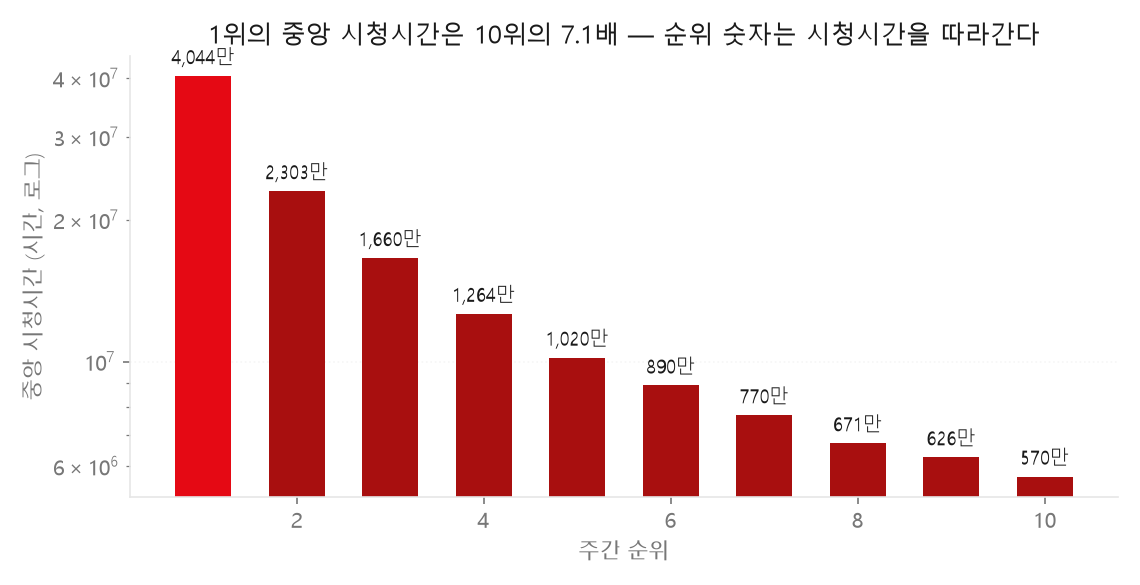 1위의 중앙 시청시간은 10위의 7.1배 — 순위 숫자는 시청시간을 따라간다
4,044만
2,303만
1,660만
1,264만
1,020만
890만
770만
671만
626만
570만
중앙 시청시간 (시간, 로그)
4 × 10⁷
3 × 10⁷
2 × 10⁷
10⁷
6 × 10⁶
2
4
6
8
10
주간 순위